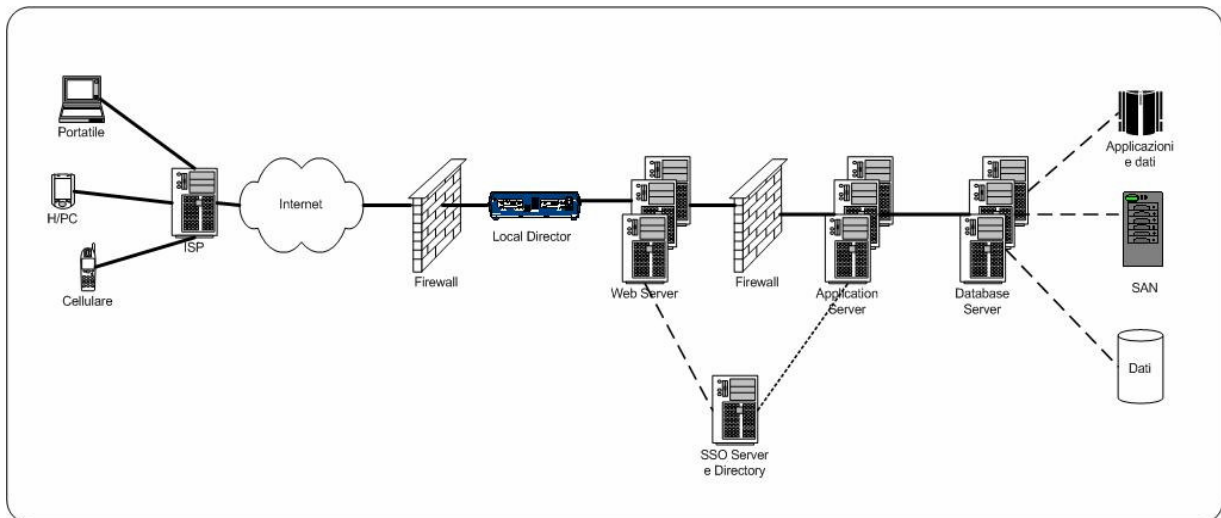 Portatile
H/PC
Cellulare
ISP
Internet
Firewall
Local Director
Web Server
Firewall
Application
Server
Database
Server
Applicazioni
e dati
SAN
Dati
SSO Server
e Directory